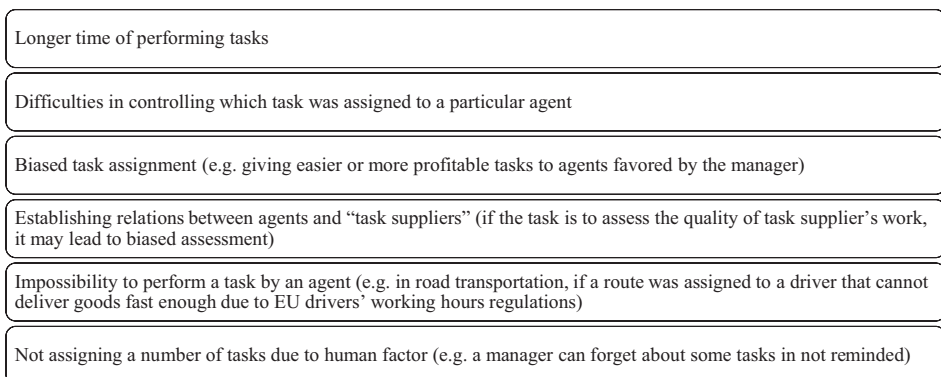 Longer time of performing tasks
Difficulties in controlling which task was assigned to a particular agent
Biased task assignment (e.g. giving easier or more profitable tasks to agents favored by the manager)
Establishing relations between agents and “task suppliers” (if the task is to assess the quality of task supplier’s work,
it may lead to biased assessment)
Impossibility to perform a task by an agent (e.g. in road transportation, if a route was assigned to a driver that cannot
deliver goods fast enough due to EU drivers’ working hours regulations)
Not assigning a number of tasks due to human factor (e.g. a manager can forget about some tasks in not reminded)